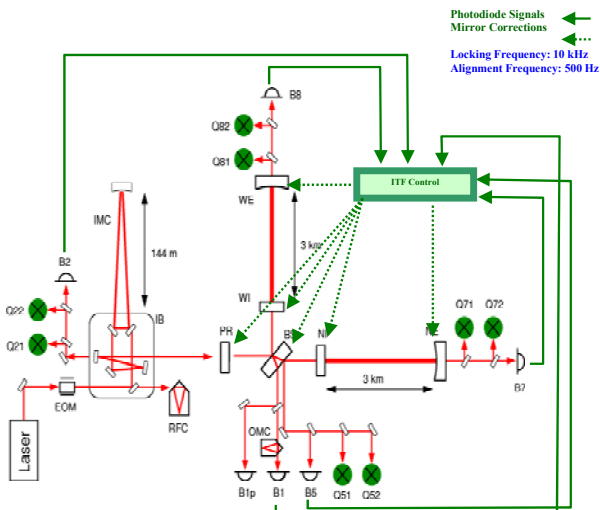 Photodiode Signals
Mirror Corrections
Locking Frequency: 10 kHz
Alignment Frequency: 500 Hz
B8
Q82
Q81
ITF Control
WE
IMC
144 m
3 km
B2
WI
Q22
IB
Q71
Q72
Q21
PR
NI
3 km
B7
EOM
RFC
OMC
Laser
B1p
B1
B5
Q51
Q52